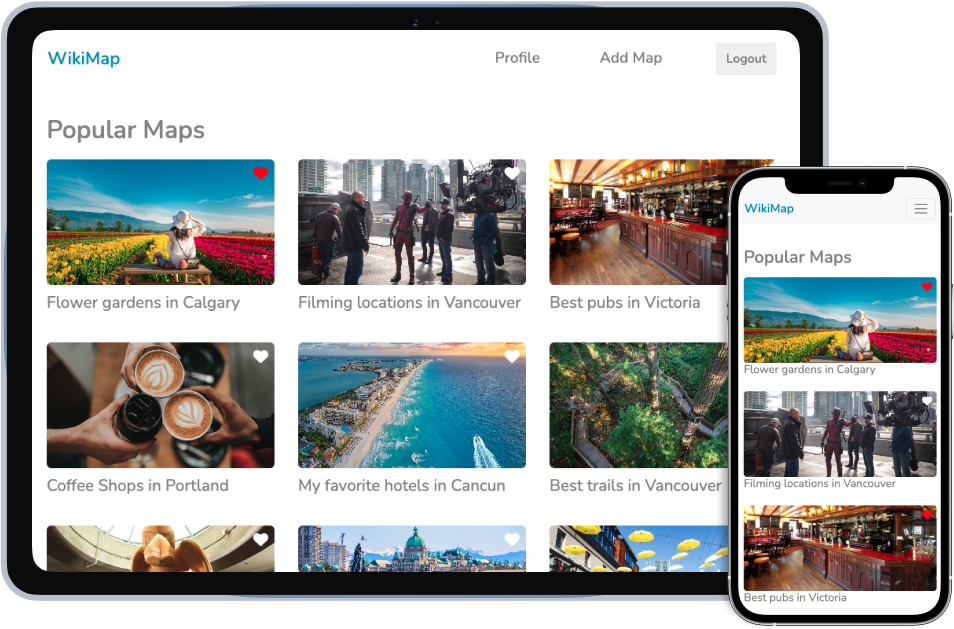 WikiMap
Profile
Add Map
Logout
Popular Maps
Flower gardens in Calgary
Filming locations in Vancouver
Best pubs in Victoria
Coffee Shops in Portland
My favorite hotels in Cancun
Best trails in Vancouver
WikiMap
Popular Maps
Flower gardens in Calgary
Filming locations in Vancouver
Best pubs in Victoria